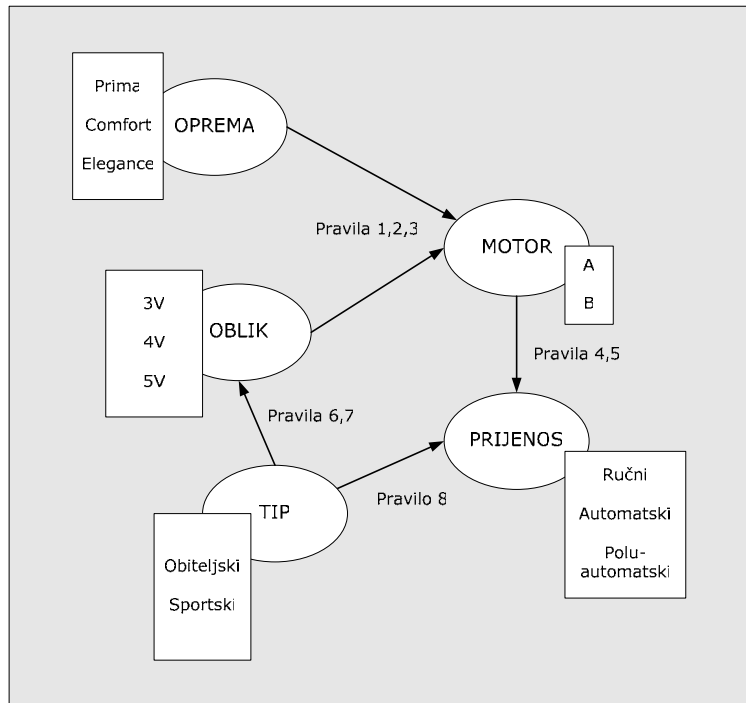 Prima
Comfort
Elegance
OPREMA
Pravila 1,2,3
MOTOR
A
B
3V
4V
5V
OBLIK
Pravila 4,5
Pravila 6,7
PRIJENOS
Pravilo 8
TIP
Obiteljski
Sportski
Ručni
Automatski
Polu-
automatski